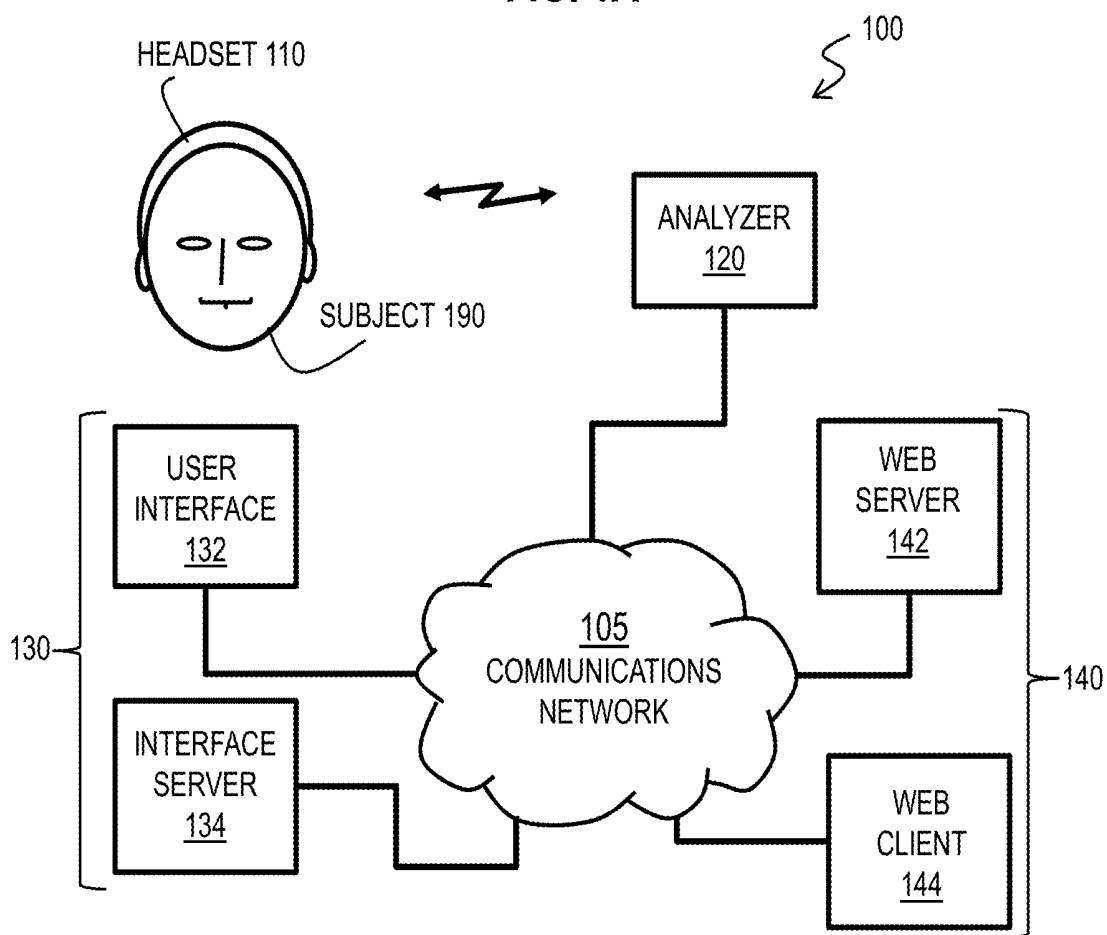 100
HEADSET 110
ANALYZER
120
SUBJECT 190
USER
INTERFACE
132
WEB
SERVER
142
130
105
COMMUNICATIONS
NETWORK
140
INTERFACE
SERVER
134
WEB
CLIENT
144